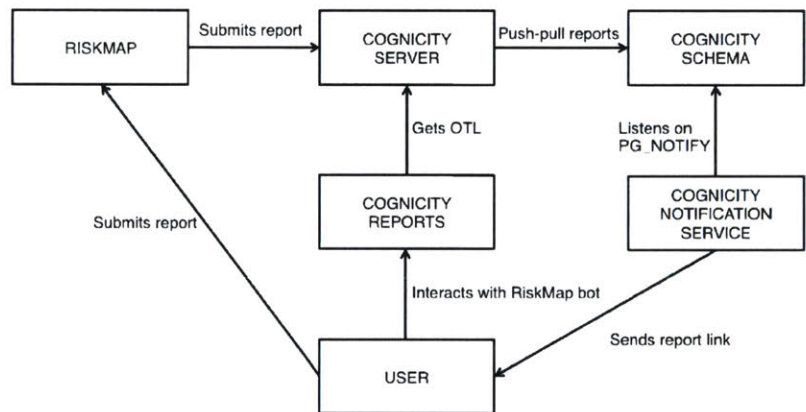 RISKMAP
Submits report
COGNICITY
SERVER
Push-pull reports
COGNICITY
SCHEMA
Gets OTL
Listens on
PG_NOTIFY
Submits report
COGNICITY
REPORTS
COGNICITY
NOTIFICATION
SERVICE
Interacts with RiskMap bot
Sends report link
USER